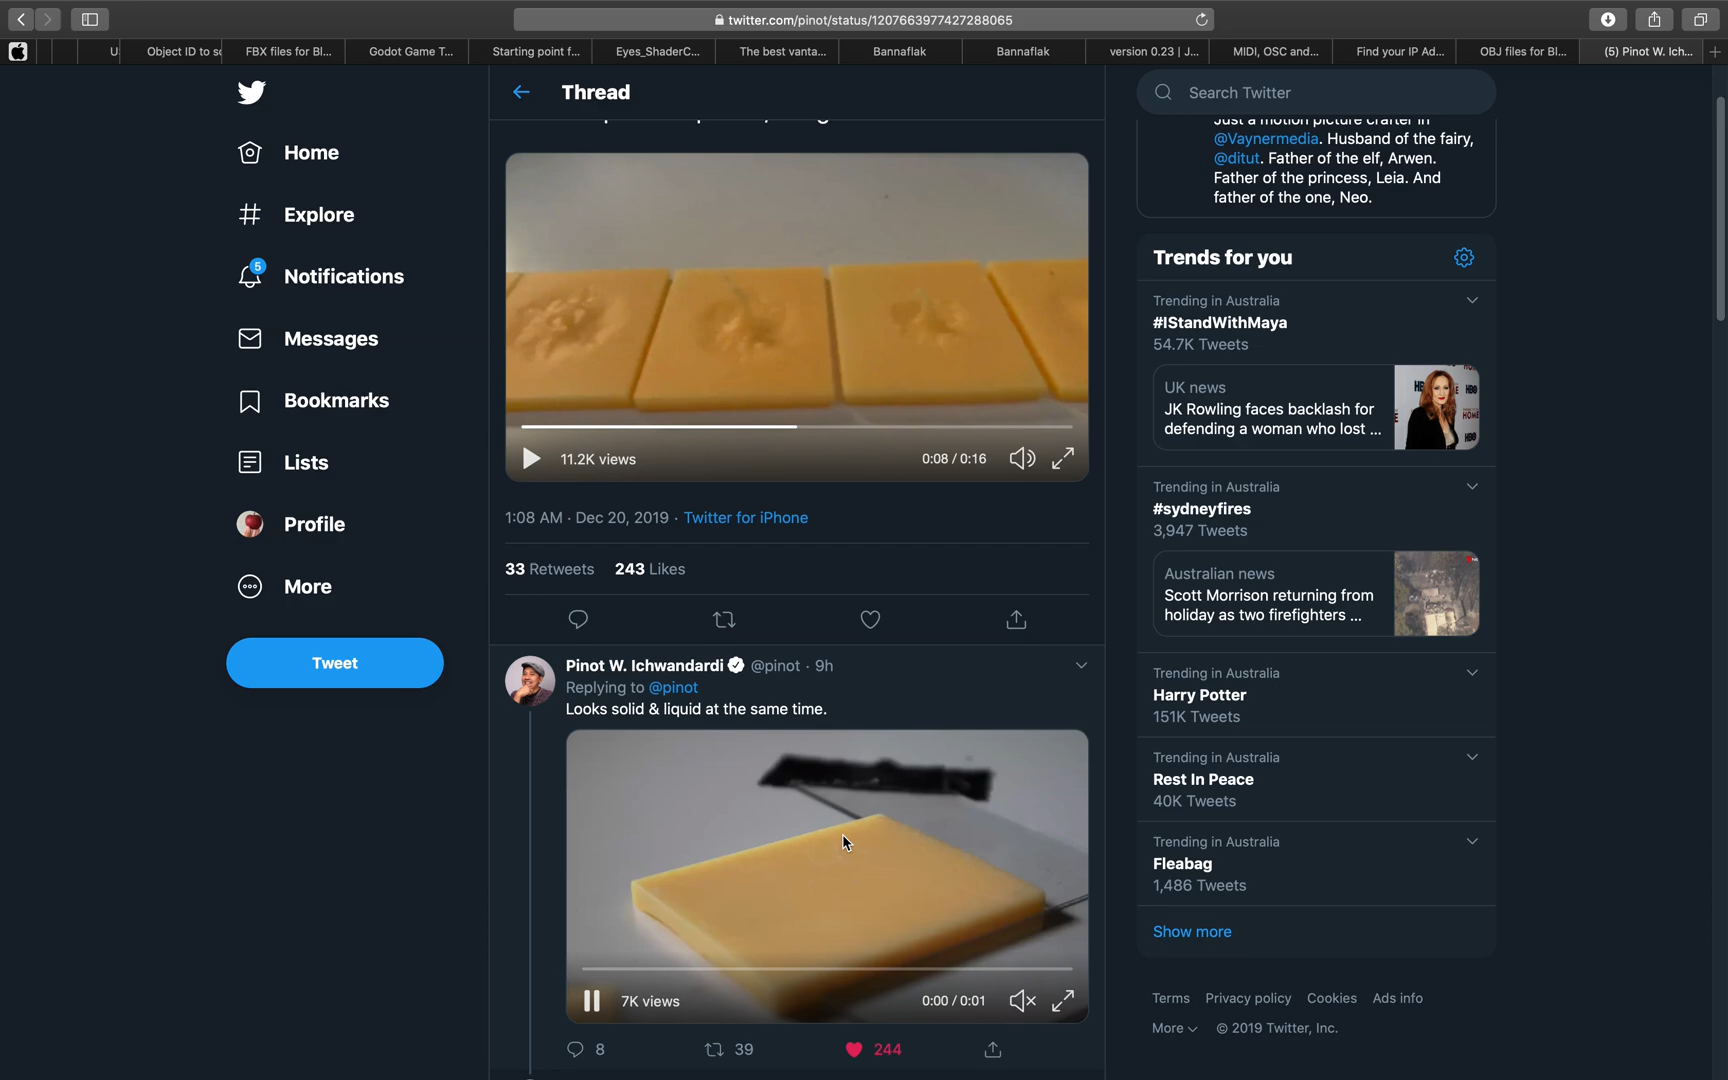 twitter.com/pinot/status/1207663977427288065
U
Object ID to s
FBX files for Bl...
Godot Game T...
Starting point f...
Eyes_ShaderC...
The best vanta...
Bannaflak
Bannaflak
version 0.23 | J...
MIDI, OSC and...
Find your IP Ad...
OBJ files for Bl...
(5) Pinot W. Ich...
Home
Explore
5
Notifications
Messages
Bookmarks
Lists
Profile
More
Tweet
Thread
11.2K views
0:08 / 0:16
1:08 AM · Dec 20, 2019 · Twitter for iPhone
33 Retweets 243 Likes
Pinot W. Ichwandardi @pinot · 9h
Replying to @pinot
Looks solid & liquid at the same time.
7K views
0:00 / 0:01
8
39
244
Search Twitter
Just a motion picture crafter in
@Vaynermedia. Husband of the fairy,
@ditut. Father of the elf, Arwen.
Father of the princess, Leia. And
father of the one, Neo.
Trends for you
Trending in Australia
#IStandWithMaya
54.7K Tweets
UK news
JK Rowling faces backlash for
defending a woman who lost ...
HBO
Trending in Australia
#sydneyfires
3,947 Tweets
Australian news
Scott Morrison returning from
holiday as two firefighters ...
Trending in Australia
Harry Potter
151K Tweets
Trending in Australia
Rest In Peace
40K Tweets
Trending in Australia
Fleabag
1,486 Tweets
Show more
Terms Privacy policy Cookies Ads info
More © 2019 Twitter, Inc.